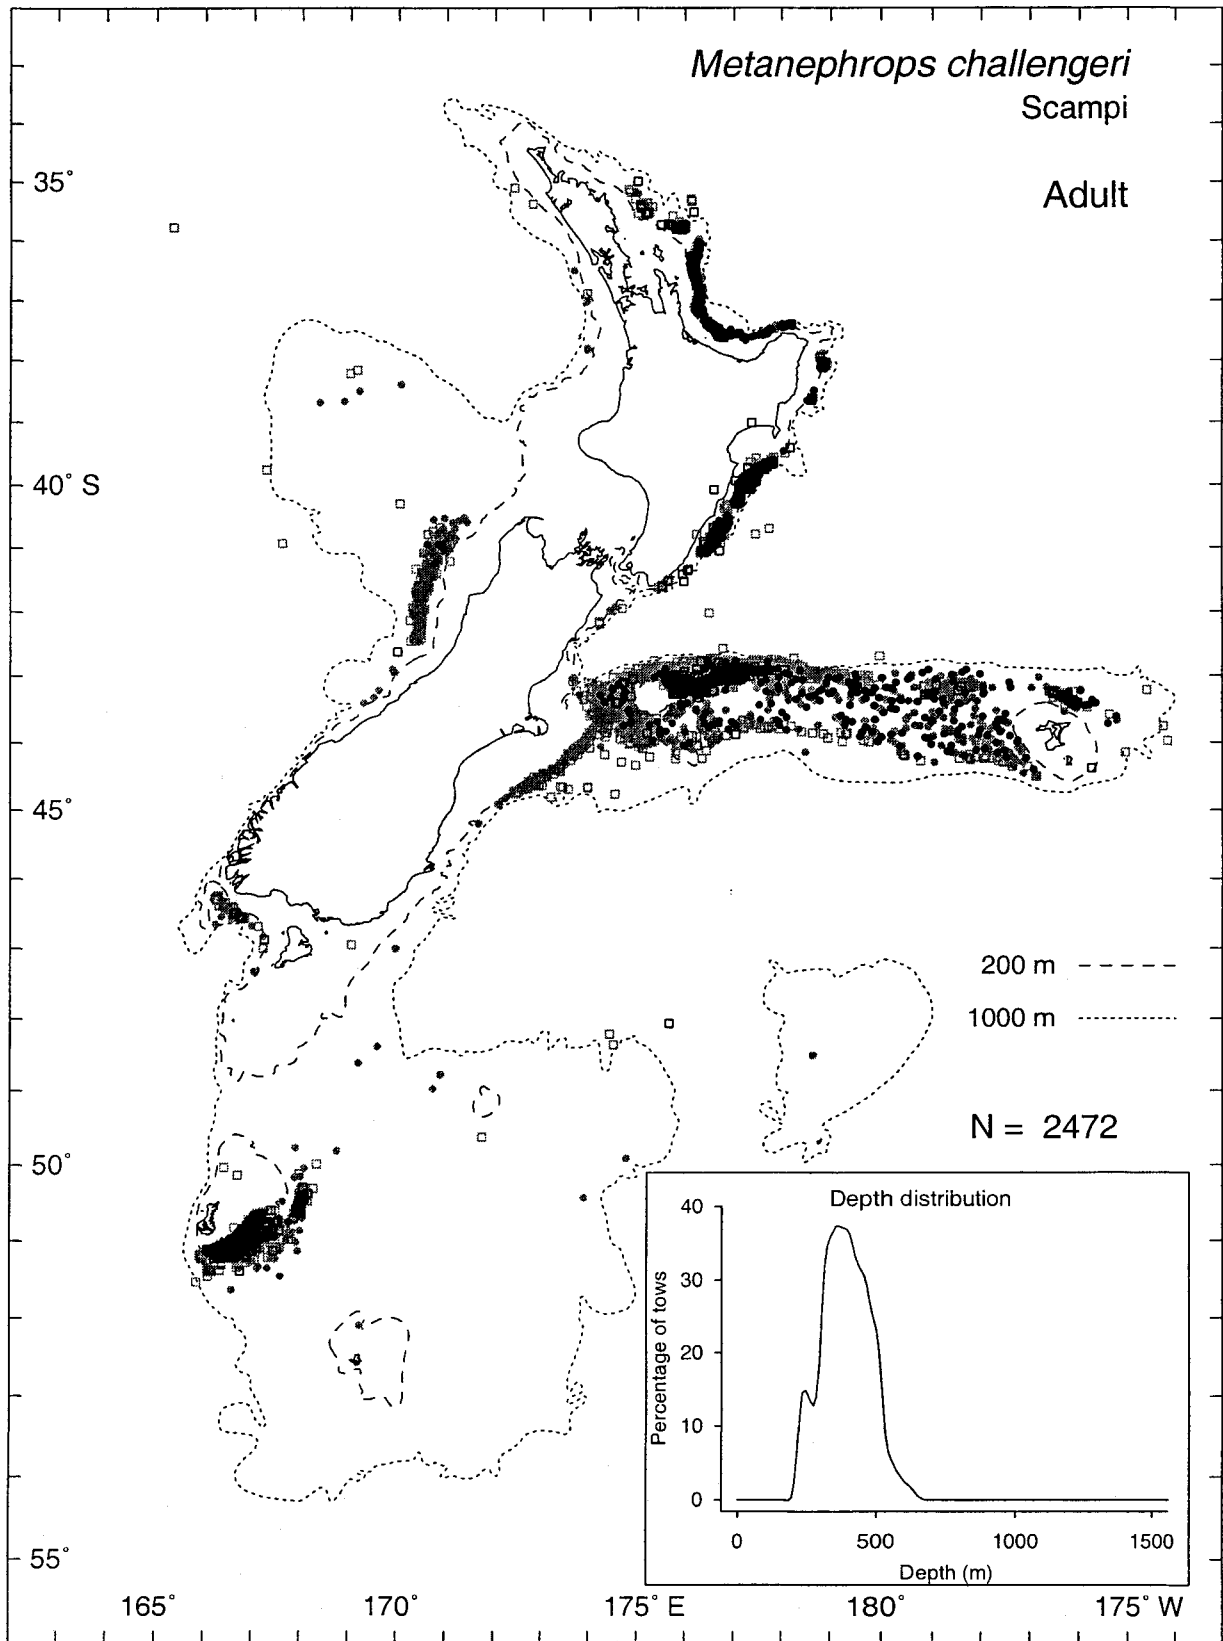 Metanephrops challengeri
Scampi
Adult
35°
40° S
45°
200 m
1000 m
N = 2472
50°
Depth distribution
40
30
20
10
0
Percentage of tows
0 500 1000 1500
Depth (m)
55°
165° 170° 175° E 180° 175° W